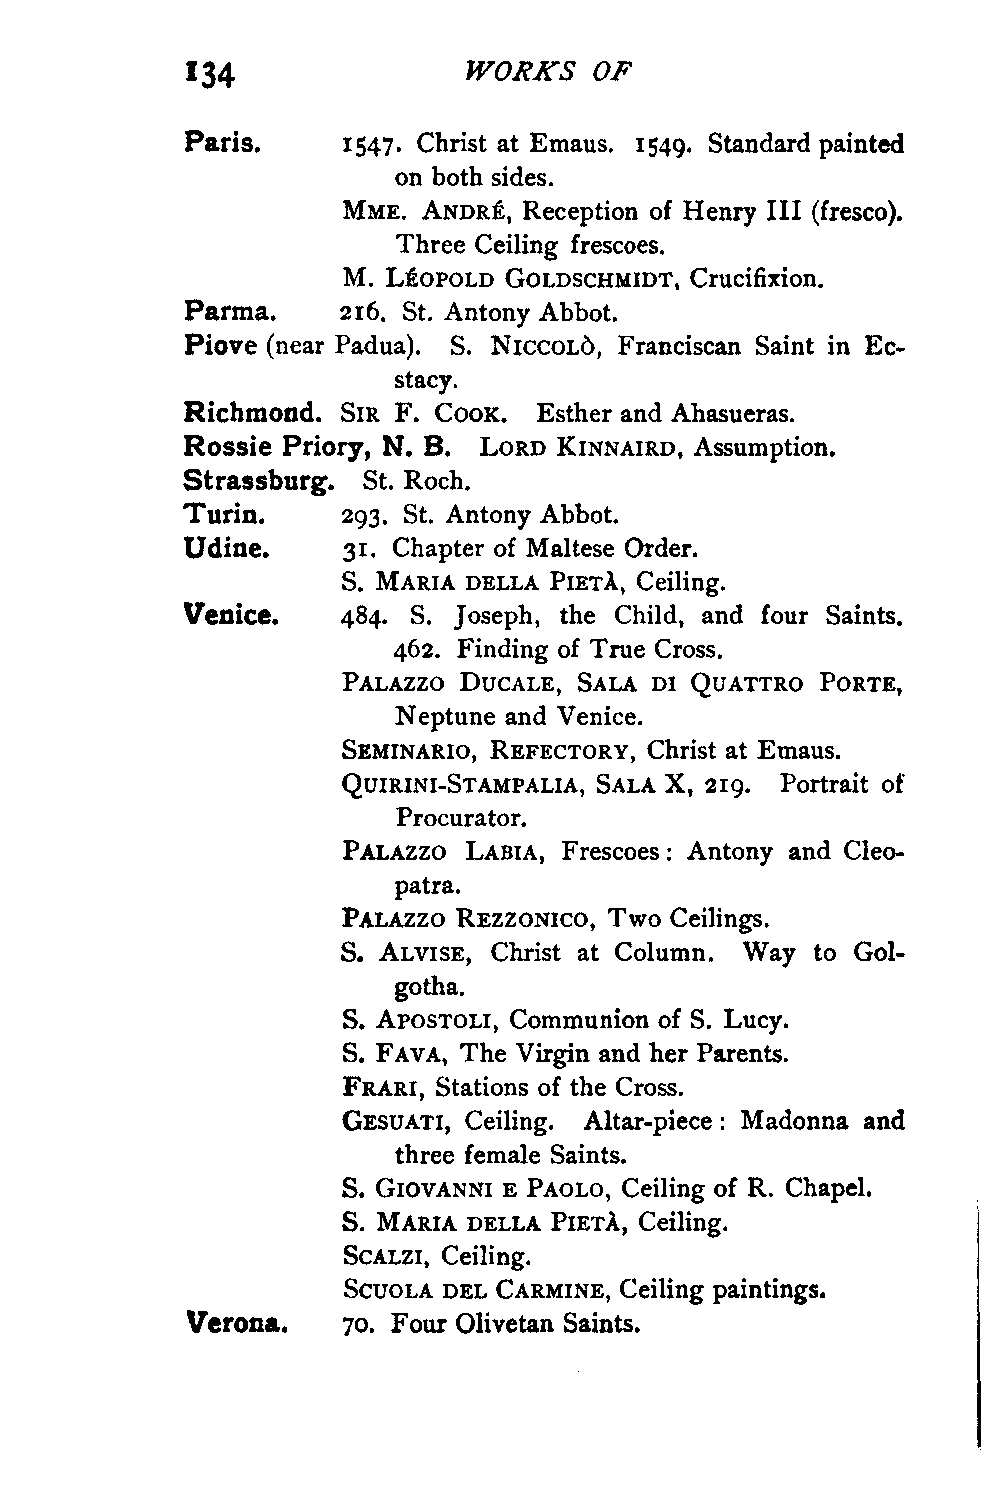 134 WORKS OF
Paris. 1547. Christ at Emaus. 1549. Standard painted
on both sides.
MME. ANDRÉ, Reception of Henry III (fresco).
Three Ceiling frescoes.
M. LÉOPOLD GOLDSCHMIDT, Crucifixion.
Parma. 216. St. Antony Abbot.
Piove (near Padua). S. NICCOLÒ, Franciscan Saint in Ec-
stacy.
Richmond. SIR F. COOK. Esther and Ahasueras.
Rossie Priory, N. B. LORD KINNAIRD, Assumption.
Strassburg. St. Roch.
Turin. 293. St. Antony Abbot.
Udine. 31. Chapter of Maltese Order.
S. MARIA DELLA PIETÀ, Ceiling.
Venice. 484. S. Joseph, the Child, and four Saints.
462. Finding of True Cross.
PALAZZO DUCALE, SALA DI QUATTRO PORTE,
Neptune and Venice.
SEMINARIO, REFECTORY, Christ at Emaus.
QUIRINI-STAMPALIA, SALA X, 219. Portrait of
Procurator.
PALAZZO LABIA, Frescoes: Antony and Cleo-
patra.
PALAZZO REZZONICO, Two Ceilings.
S. ALVISE, Christ at Column. Way to Gol-
gotha.
S. APOSTOLI, Communion of S. Lucy.
S. FAVA, The Virgin and her Parents.
FRARI, Stations of the Cross.
GESUATI, Ceiling. Altar-piece: Madonna and
three female Saints.
S. GIOVANNI E PAOLO, Ceiling of R. Chapel.
S. MARIA DELLA PIETÀ, Ceiling.
SCALZI, Ceiling.
SCUOLA DEL CARMINE, Ceiling paintings.
Verona. 70. Four Olivetan Saints.